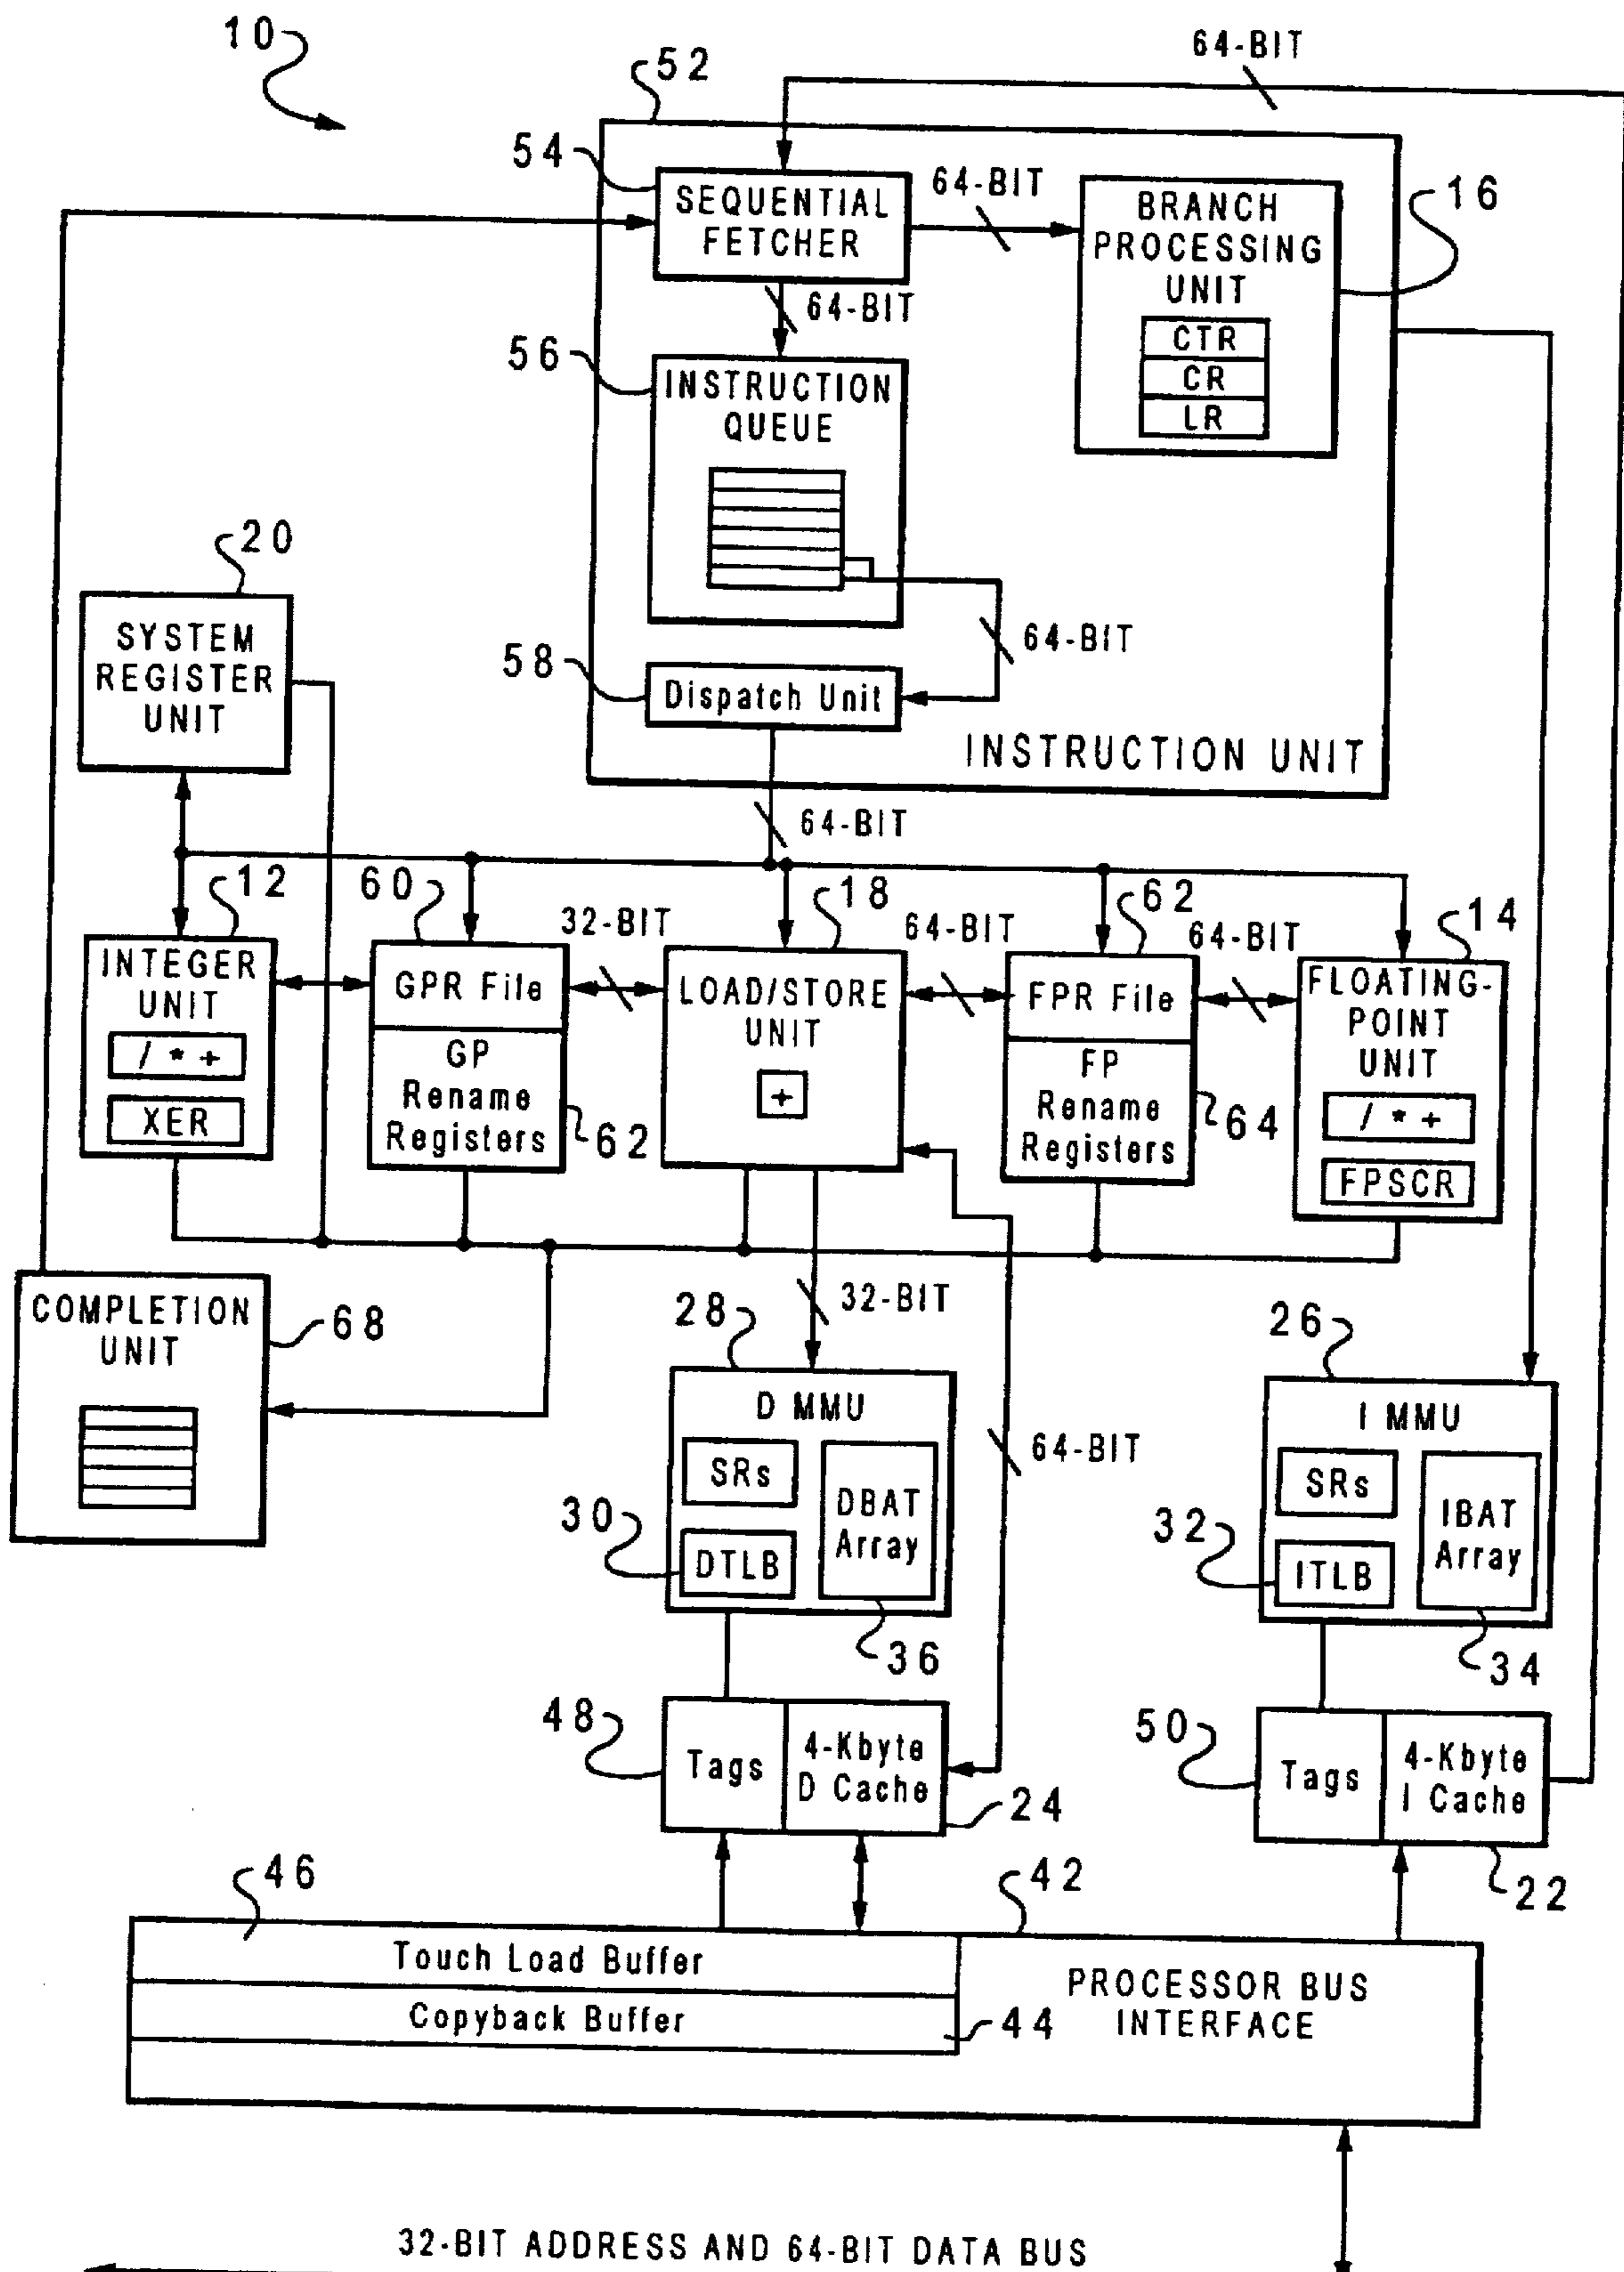 10
64-BIT
52
54
SEQUENTIAL
FETCHER
64-BIT
BRANCH
PROCESSING
UNIT
CTR
CR
LR
16
64-BIT
56
INSTRUCTION
QUEUE
64-BIT
58
Dispatch Unit
INSTRUCTION UNIT
20
SYSTEM
REGISTER
UNIT
64-BIT
12
INTEGER
UNIT
/ * +
XER
60
GPR File
GP
Rename
Registers
62
32-BIT
18
LOAD/STORE
UNIT
+
64-BIT
62
FPR File
FP
Rename
Registers
64
64-BIT
14
FLOATING-
POINT
UNIT
/ * +
FPSCR
COMPLETION
UNIT
68
32-BIT
28
D MMU
SRs
DBAT
Array
30
DTLB
36
64-BIT
26
I MMU
SRs
IBAT
Array
32
ITLB
34
48
Tags
4-Kbyte
D Cache
24
50
Tags
4-Kbyte
I Cache
22
46
42
Touch Load Buffer
Copyback Buffer
44
PROCESSOR BUS
INTERFACE
32-BIT ADDRESS AND 64-BIT DATA BUS